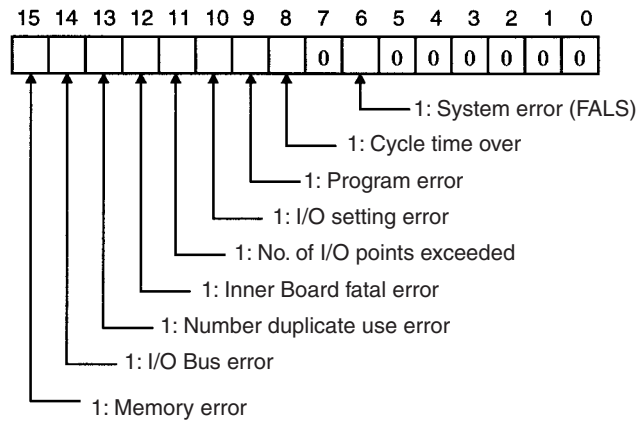 15 14 13 12 11 10 9 8 7 6 5 4 3 2 1 0
0 0 0 0 0 0 0
1: System error (FALS)
1: Cycle time over
1: Program error
1: I/O setting error
1: No. of I/O points exceeded
1: Inner Board fatal error
1: Number duplicate use error
1: I/O Bus error
1: Memory error